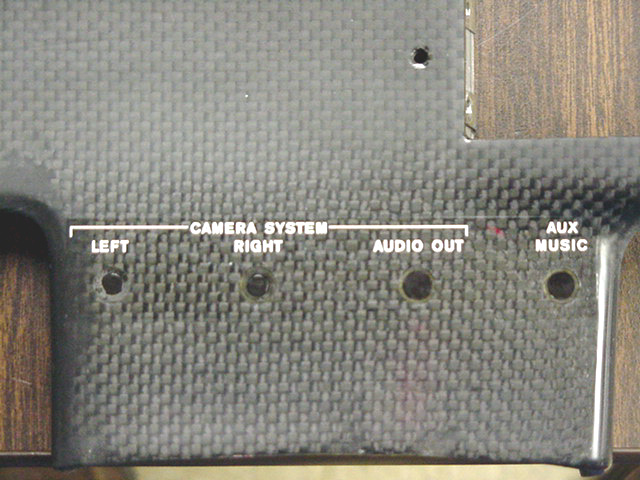 CAMERA SYSTEM
LEFT RIGHT AUDIO OUT
AUX
MUSIC